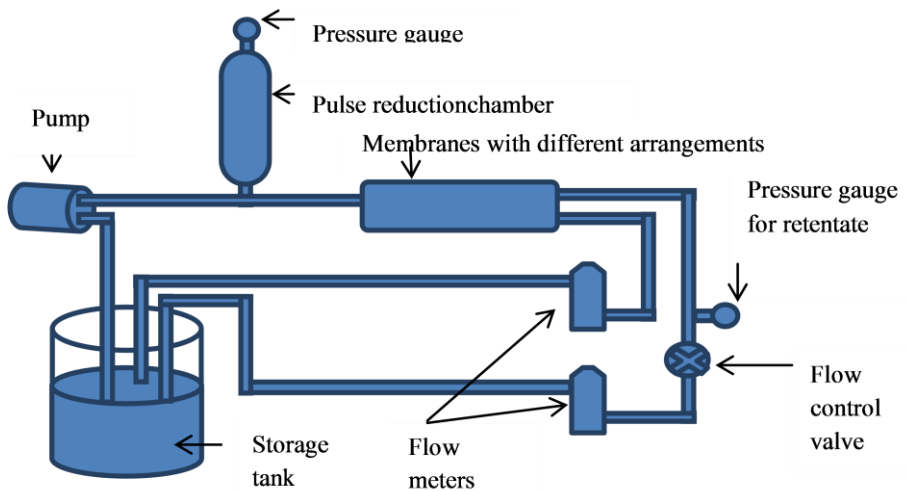 Pressure gauge
Pulse reductionchamber
Pump
Membranes with different arrangements
Pressure gauge
for retentate
Flow
control
valve
Storage
tank
Flow
meters